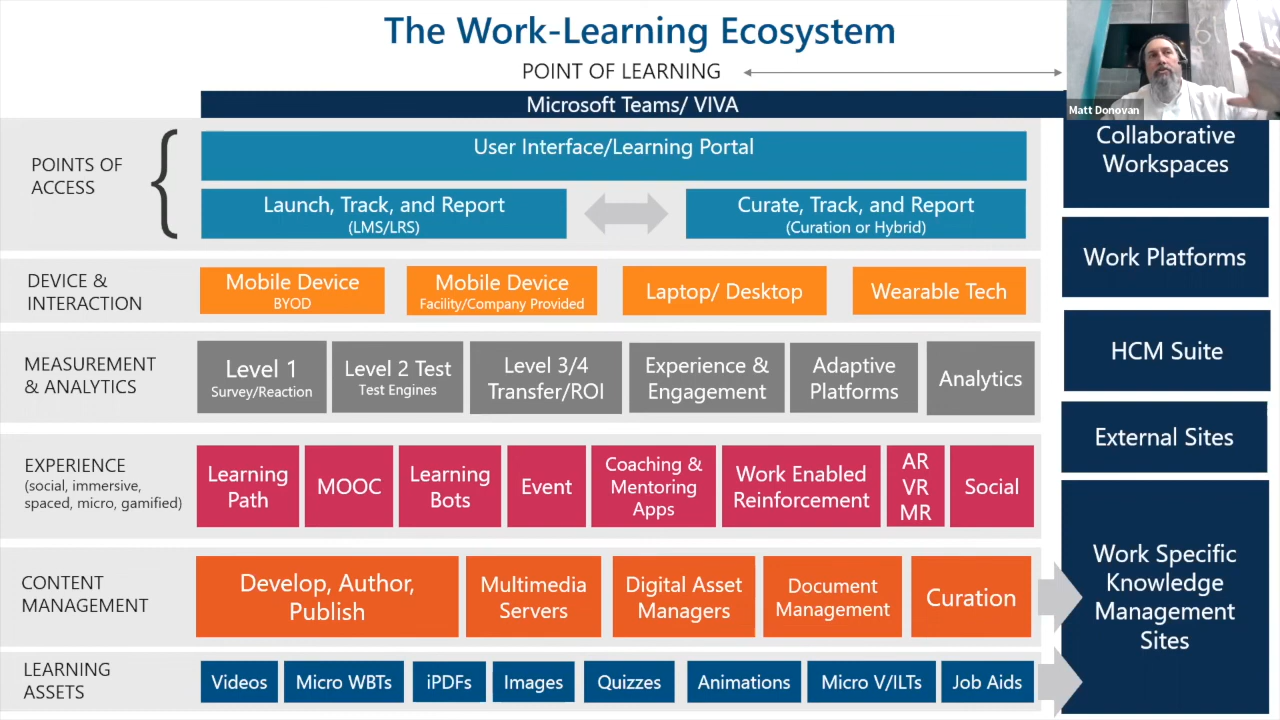 The Work-Learning Ecosystem
POINT OF LEARNING
Matt Donovan
Microsoft Teams/ VIVA
POINTS OF
ACCESS
User Interface/Learning Portal
Launch, Track, and Report
(LMS/LRS)
Curate, Track, and Report
(Curation or Hybrid)
DEVICE &
INTERACTION
Mobile Device
BYOD
Mobile Device
Facility/Company Provided
Laptop/ Desktop
Wearable Tech
MEASUREMENT
& ANALYTICS
Level 1
Survey/Reaction
Level 2 Test
Test Engines
Level 3/4
Transfer/ROI
Experience &
Engagement
Adaptive
Platforms
Analytics
EXPERIENCE
(social, immersive,
spaced, micro, gamified)
Learning
Path
MOOC
Learning
Bots
Event
Coaching &
Mentoring
Apps
Work Enabled
Reinforcement
AR
VR
MR
Social
CONTENT
MANAGEMENT
Develop, Author,
Publish
Multimedia
Servers
Digital Asset
Managers
Document
Management
Curation
LEARNING
ASSETS
Videos
Micro WBTs
iPDFs
Images
Quizzes
Animations
Micro V/ILTs
Job Aids
Collaborative
Workspaces
Work Platforms
HCM Suite
External Sites
Work Specific
Knowledge
Management
Sites